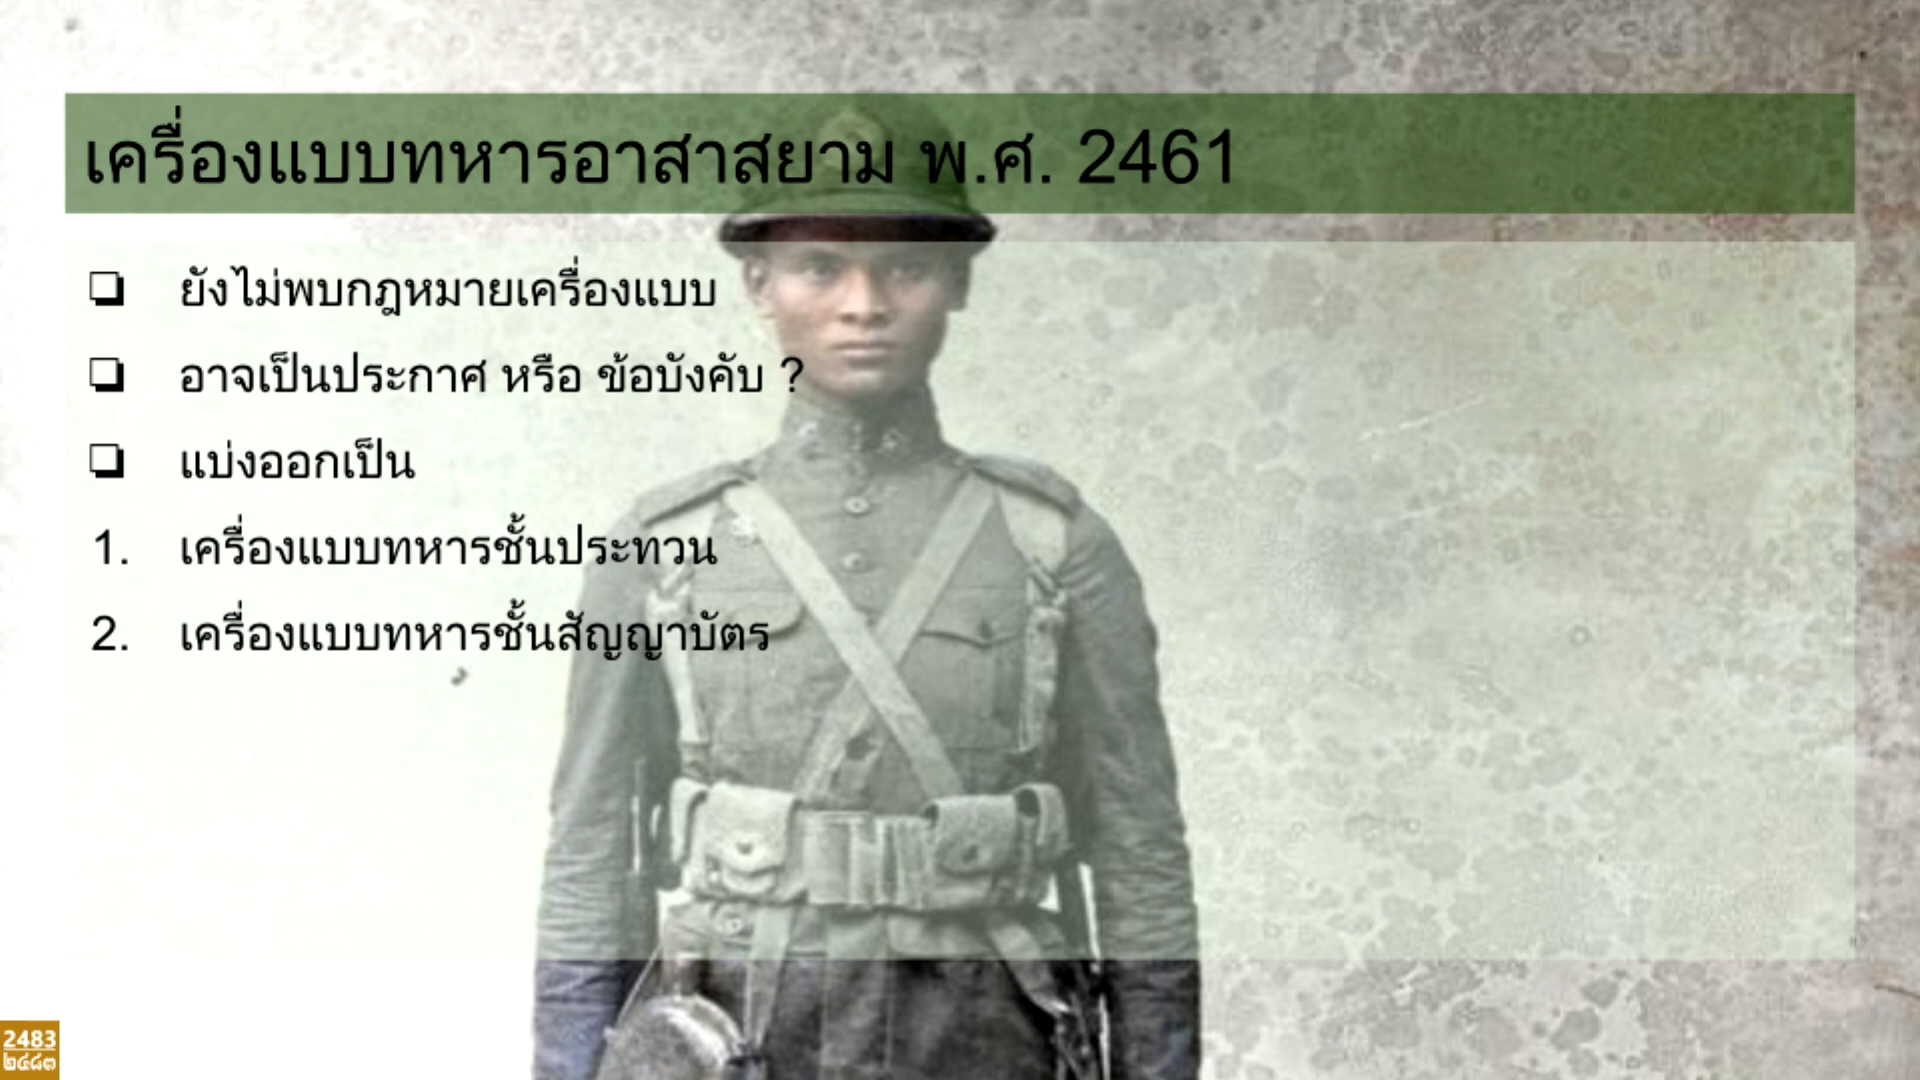 เครื่องแบบทหารอาสาสยาม พ.ศ. 2461
❏ ยังไม่พบกฎหมายเครื่องแบบ
❏ อาจเป็นประกาศ หรือ ข้อบังคับ ?
❏ แบ่งออกเป็น
1. เครื่องแบบทหารชั้นประทวน
2. เครื่องแบบทหารชั้นสัญญาบัตร
2483
๒๔๘๓